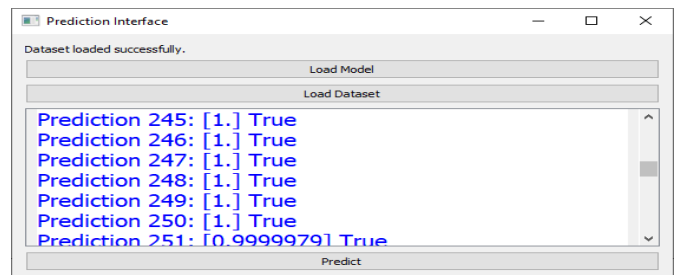 Prediction Interface
Dataset loaded successfully.
Load Model
Load Dataset
Prediction 245: [1.] True
Prediction 246: [1.] True
Prediction 247: [1.] True
Prediction 248: [1.] True
Prediction 249: [1.] True
Prediction 250: [1.] True
Prediction 251: [0.9999979] True
Predict